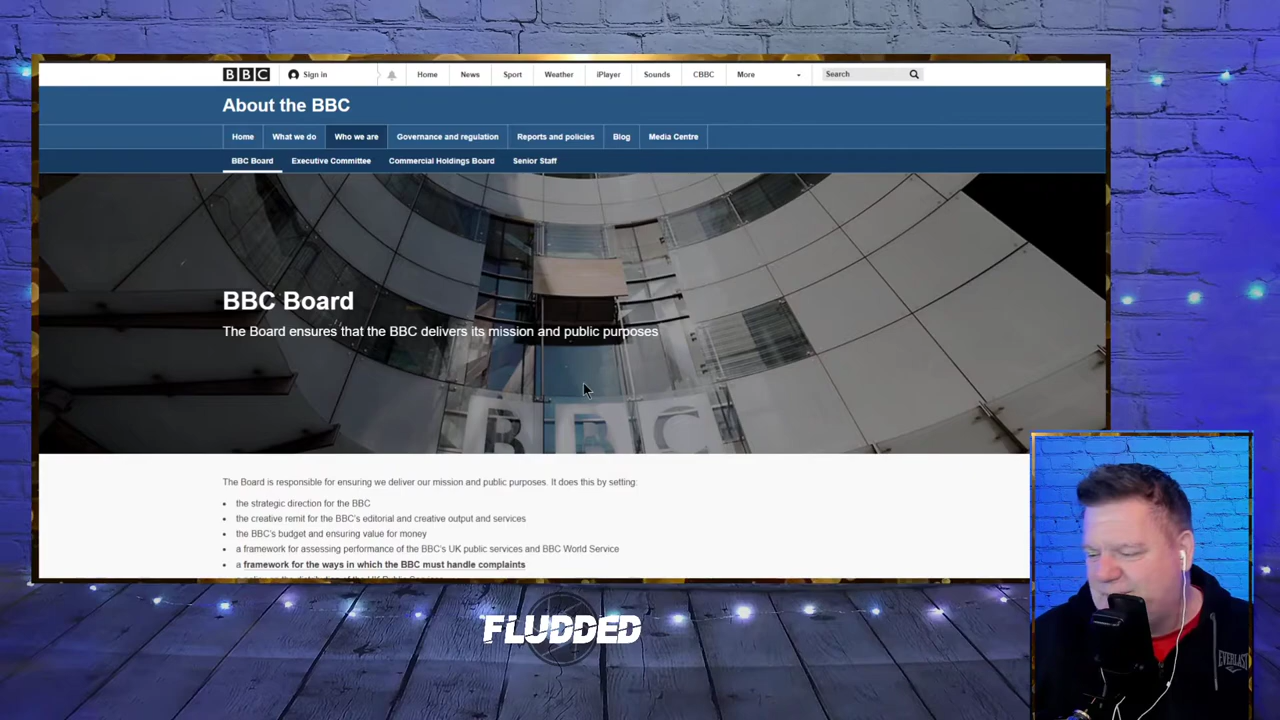 BBC Sign in Home News Sport Weather iPlayer Sounds CBBC More Search
About the BBC
Home What we do Who we are Governance and regulation Reports and policies Blog Media Centre
BBC Board Executive Committee Commercial Holdings Board Senior Staff
BBC Board
The Board ensures that the BBC delivers its mission and public purposes
BBC
The Board is responsible for ensuring we deliver our mission and public purposes. It does this by setting:
the strategic direction for the BBC
the creative remit for the BBC's editorial and creative output and services
the BBC's budget and ensuring value for money
a framework for assessing performance of the BBC's UK public services and BBC World Service
a framework for the ways in which the BBC must handle complaints
FLUDDED
EVERLAST